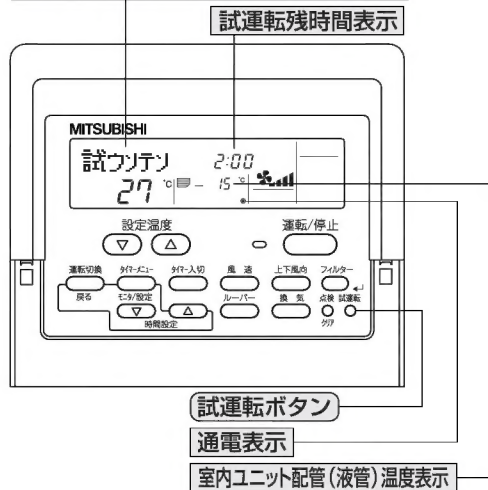 試運転残時間表示
MITSUBISHI
試ウンテン 2:00
27 ℃ 15 ℃
設定温度 運転/停止
▽ △
運転切換 タイマーメニュー タイマー入切 風速 上下風向 フィルター
戻る モニタ/設定 ルーバー 換気 点検 試運転
▽ △ クリア
時間設定
試運転ボタン
通電表示
室内ユニット配管(液管)温度表示